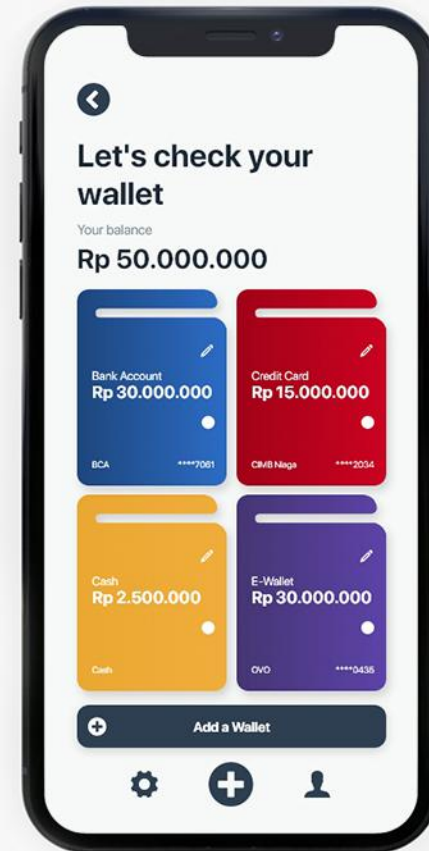 Let's check your
wallet
Your balance
Rp 50.000.000
Bank Account
Rp 30.000.000
BCA ****7061
Credit Card
Rp 15.000.000
CIMB Niaga ****2034
Cash
Rp 2.500.000
Cash
E-Wallet
Rp 30.000.000
OVO ****0435
Add a Wallet